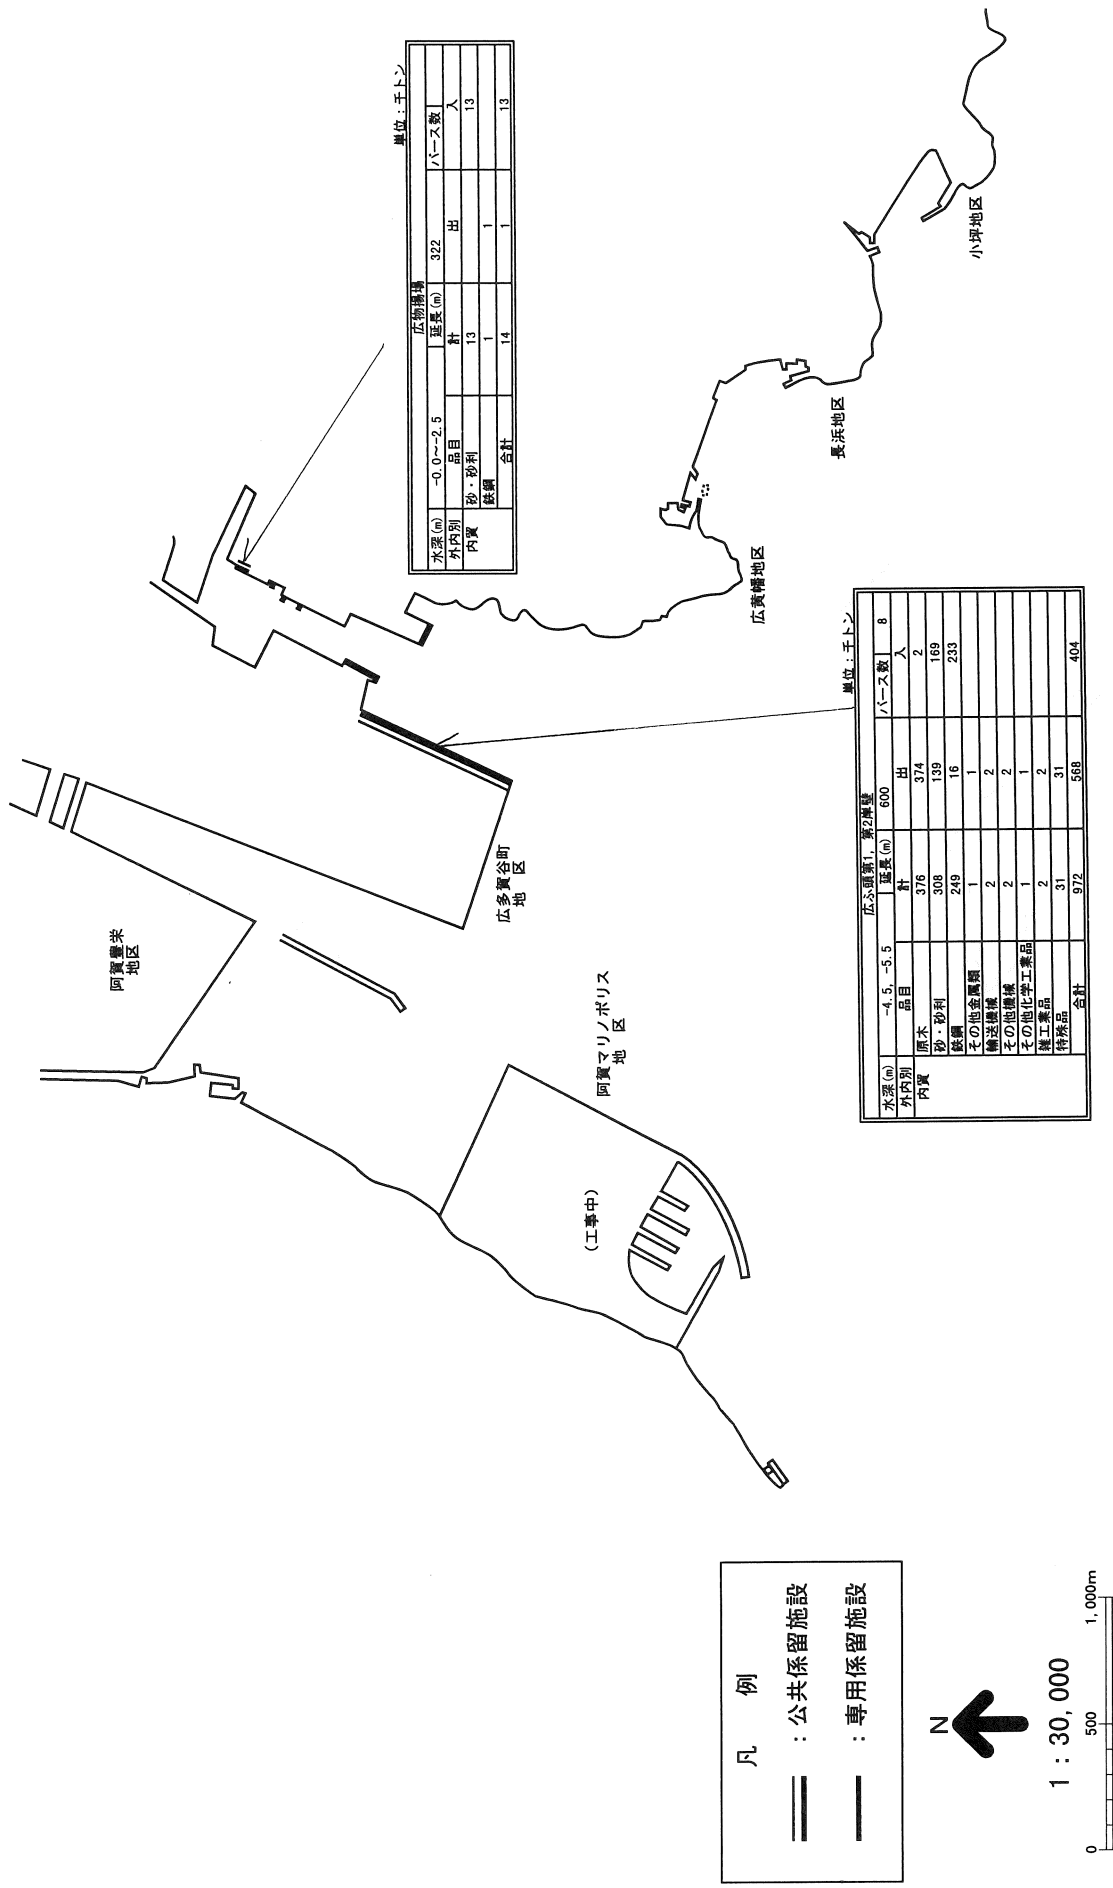 単位：千トン
広物揚場
水深(m) -0.0～-2.5 延長(m) 322 バース数
外内別 品目 計 出 入
内貿 砂・砂利 13 13
鉄鋼 1 1
合計 14 1 13
小坪地区
長浜地区
広黄幡地区
単位：千トン
広ふ頭第1，第2岸壁
水深(m) -4.5, -5.5 延長(m) 600 バース数 8
外内別 品目 計 出 入
内貿 原木 376 374 2
砂・砂利 308 139 169
鉄鋼 249 16 233
その他金属類 1 1
輸送機械 2 2
その他機械 2 2
その他化学工業品 1 1
雑工業品 2 2
特殊品 31 31
合計 972 568 404
阿賀豊栄
地区
広多賀谷町
地 区
阿賀マリノポリス
地 区
(工事中)
凡 例
：公共係留施設
：専用係留施設
N
1：30,000
0 500 1,000m